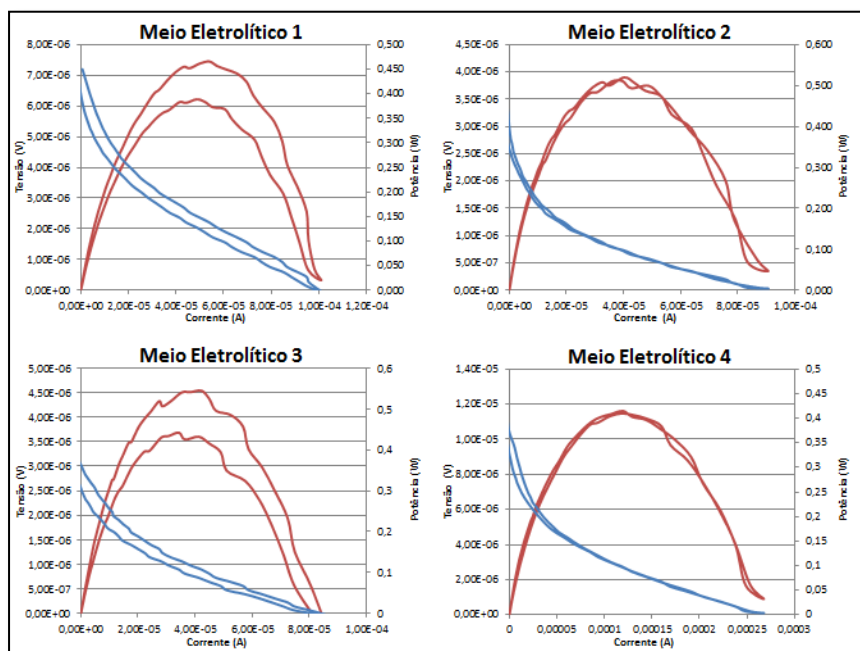 Meio Eletrolítico 1
8,00E-06
7,00E-06
6,00E-06
5,00E-06
4,00E-06
3,00E-06
2,00E-06
1,00E-06
0,00E+00
Tensão (V)
0,500
0,450
0,400
0,350
0,300
0,250
0,200
0,150
0,100
0,050
0,000
Potência (W)
0,00E+00 2,00E-05 4,00E-05 6,00E-05 8,00E-05 1,00E-04 1,20E-04
Corrente (A)
Meio Eletrolítico 2
4,50E-06
4,00E-06
3,50E-06
3,00E-06
2,50E-06
2,00E-06
1,50E-06
1,00E-06
5,00E-07
0,00E+00
Tensão (V)
0,600
0,500
0,400
0,300
0,200
0,100
0,000
Potência (W)
0,00E+00 2,00E-05 4,00E-05 6,00E-05 8,00E-05 1,00E-04
Corrente (A)
Meio Eletrolítico 3
5,00E-06
4,50E-06
4,00E-06
3,50E-06
3,00E-06
2,50E-06
2,00E-06
1,50E-06
1,00E-06
5,00E-07
0,00E+00
Tensão (V)
0,6
0,5
0,4
0,3
0,2
0,1
0
Potência (W)
0,00E+00 2,00E-05 4,00E-05 6,00E-05 8,00E-05 1,00E-04
Corrente (A)
Meio Eletrolítico 4
1,40E-05
1,20E-05
1,00E-05
8,00E-06
6,00E-06
4,00E-06
2,00E-06
0,00E+00
Tensão (V)
0,5
0,45
0,4
0,35
0,3
0,25
0,2
0,15
0,1
0,05
0
Potência (W)
0 0,00005 0,0001 0,00015 0,0002 0,00025 0,0003
Corrente (A)